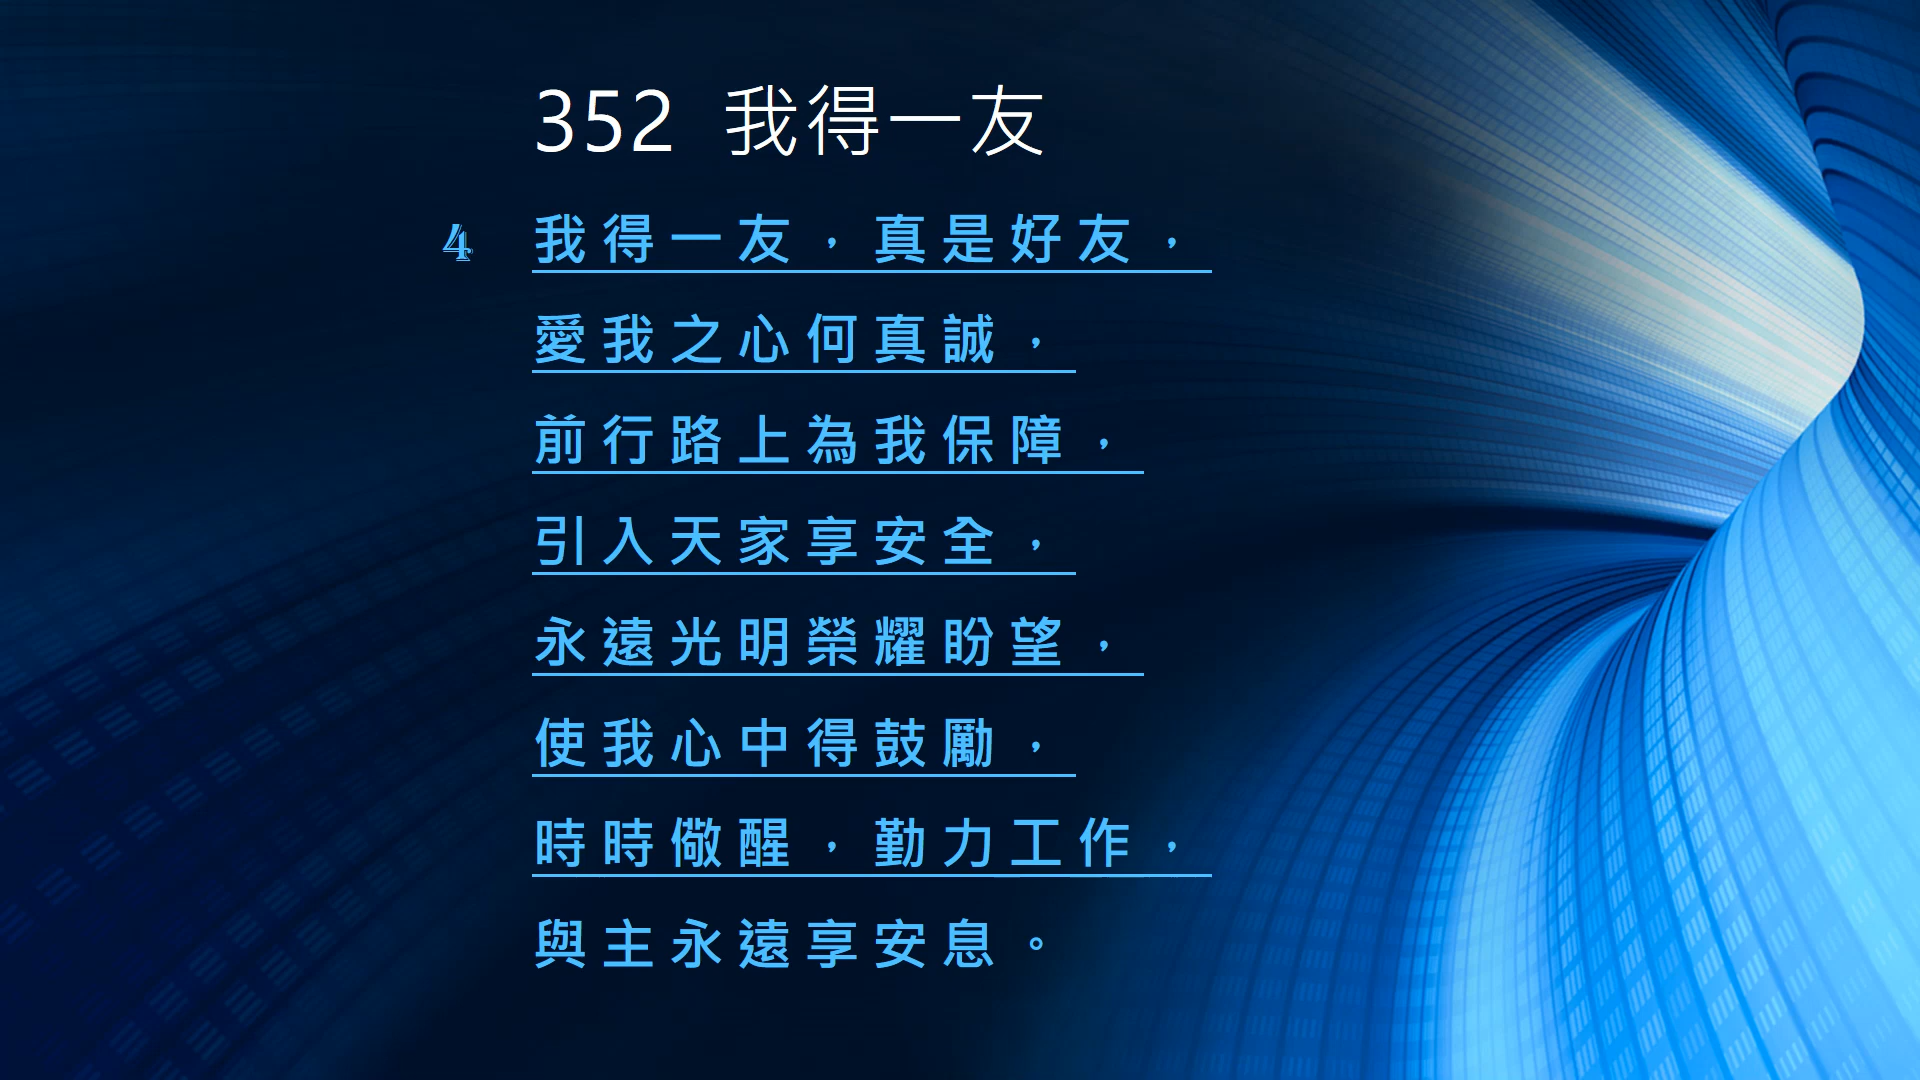 352 我得一友
4 我得一友，真是好友，
愛我之心何真誠，
前行路上為我保障，
引入天家享安全，
永遠光明榮耀盼望，
使我心中得鼓勵，
時時儆醒，勤力工作，
與主永遠享安息。